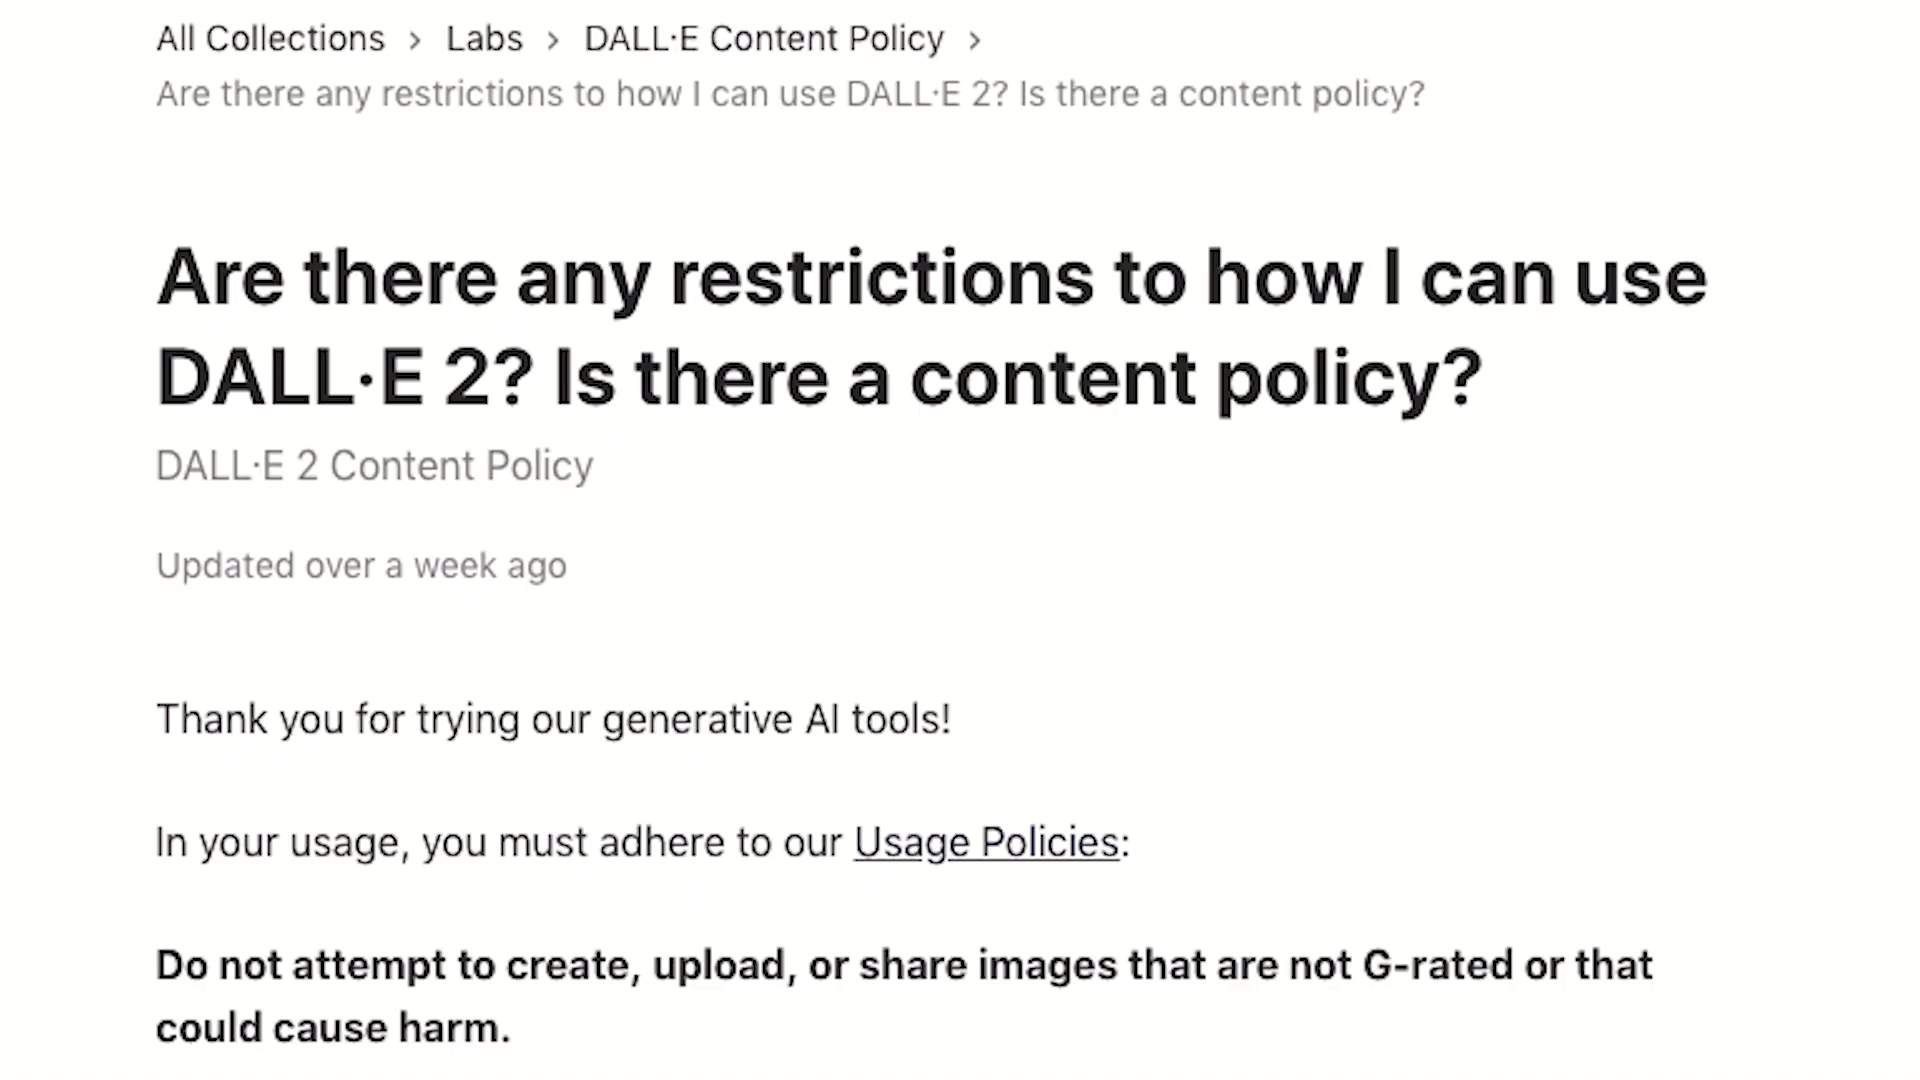 All Collections > Labs > DALL·E Content Policy >
Are there any restrictions to how I can use DALL·E 2? Is there a content policy?
Are there any restrictions to how I can use
DALL·E 2? Is there a content policy?
DALL·E 2 Content Policy
Updated over a week ago
Thank you for trying our generative AI tools!
In your usage, you must adhere to our Usage Policies:
Do not attempt to create, upload, or share images that are not G-rated or that
could cause harm.